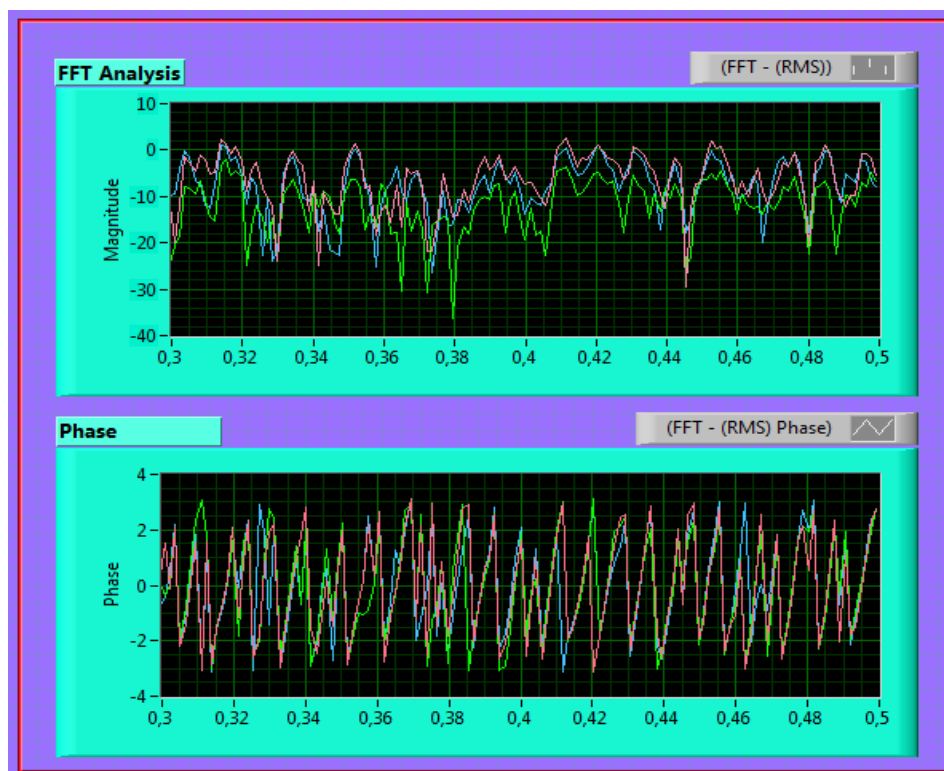 FFT Analysis
(FFT - (RMS))
Magnitude
10
0
-10
-20
-30
-40
0,3 0,32 0,34 0,36 0,38 0,4 0,42 0,44 0,46 0,48 0,5
Phase
(FFT - (RMS) Phase)
Phase
4
2
0
-2
-4
0,3 0,32 0,34 0,36 0,38 0,4 0,42 0,44 0,46 0,48 0,5